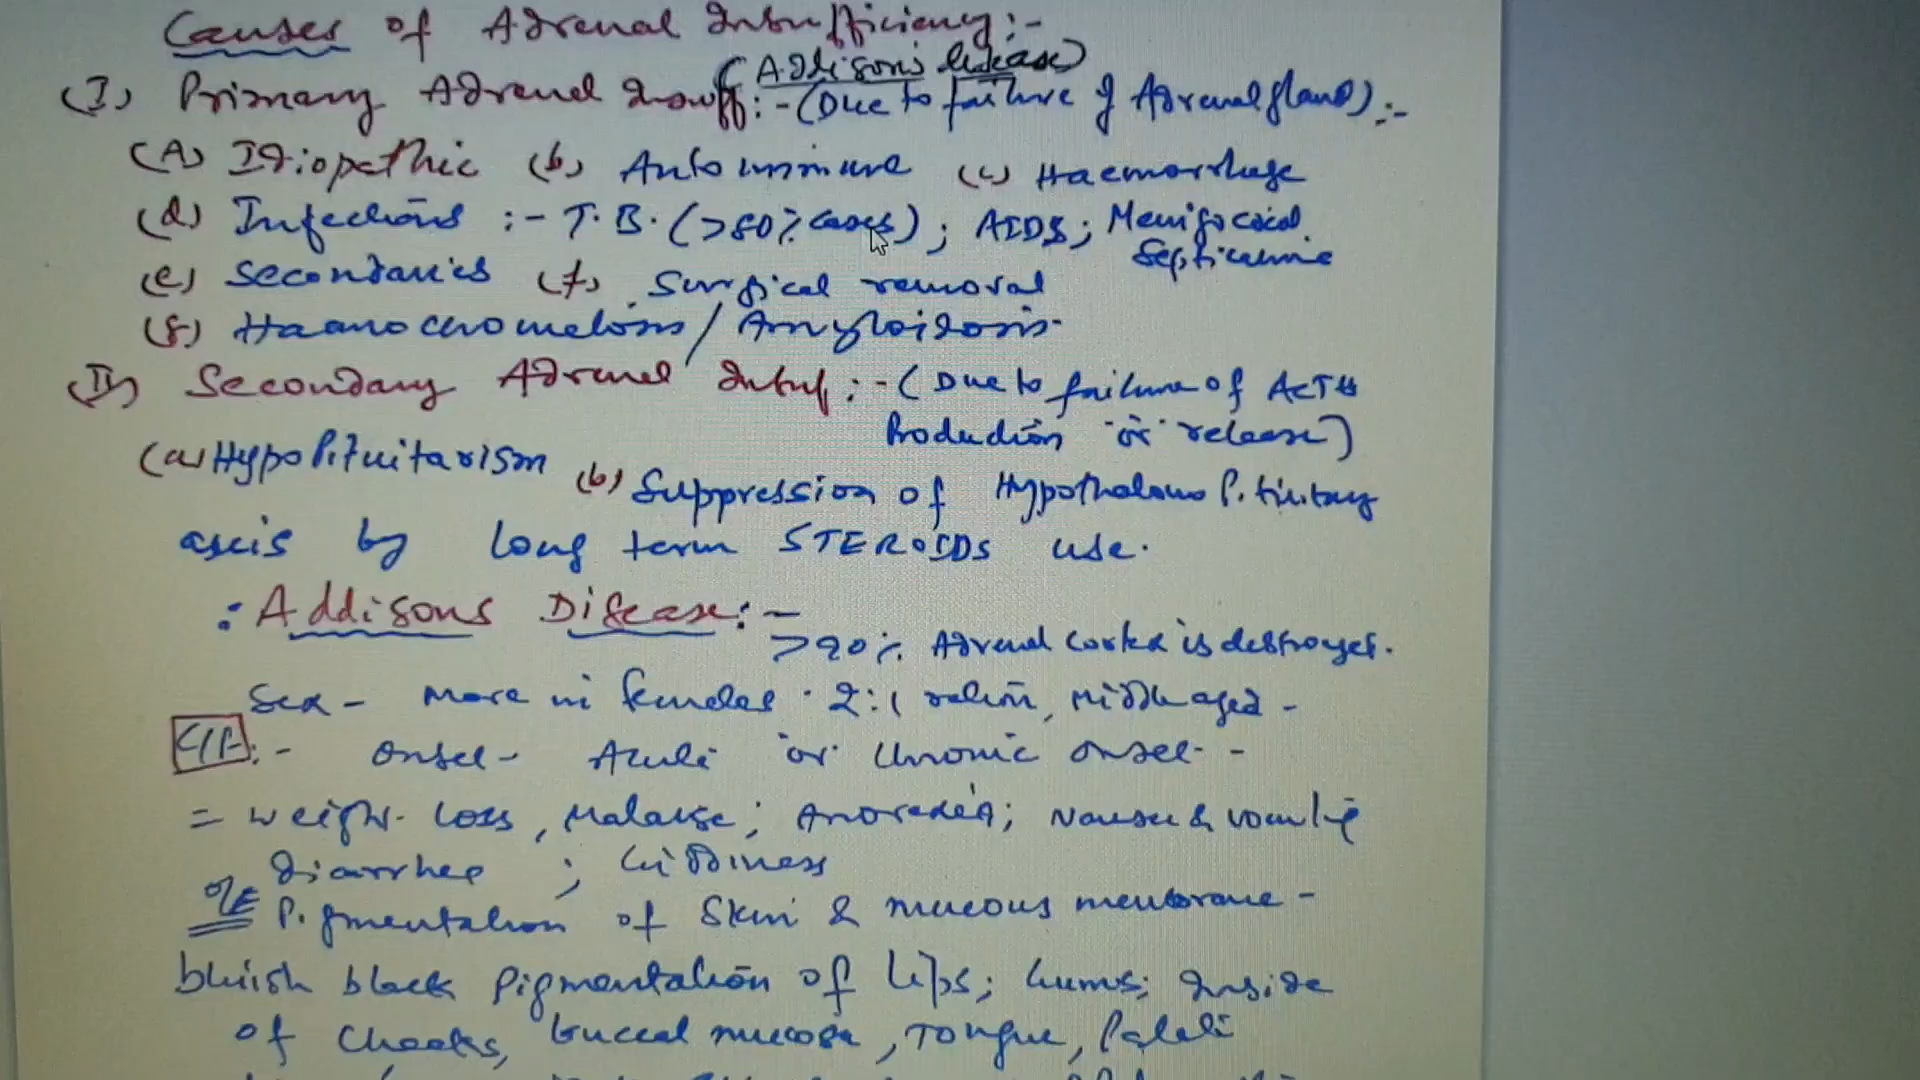 Causes of Adrenal Insufficiency:-
(Addison's disease)
(I) Primary Adrenal Insuff:- (Due to failure of Adrenal gland):-
(A) Idiopathic (b) Autoimmune (c) Haemorrhage
(d) Infections :- T.B. (>80% cases); AIDS; Menigococcal
Septicaemia
(e) Secondaries (f) Surgical removal
(g) Haemochromatosis/Amyloidosis.
(II) Secondary Adrenal Insuf:- (Due to failure of ACTH
Production or release)
(a) Hypopituitarism (b) Suppression of Hypothalamo Pituitary
axis by long term STEROIDS use.
: Addisons Disease:-
>90% Adrenal Cortex is destroyed.
Sex - more in females 2:1 ratio, middle aged -
C/F:- Onset - Acute or Chronic onset -
= weight loss, Malaise; Anorexia; Nausea & vomiting
diarrhea ; Giddiness
O/E Pigmentation of Skin & mucous membrane -
bluish black pigmentation of lips; Gums; Inside
of Cheeks, buccal mucosa, Tongue, Palate